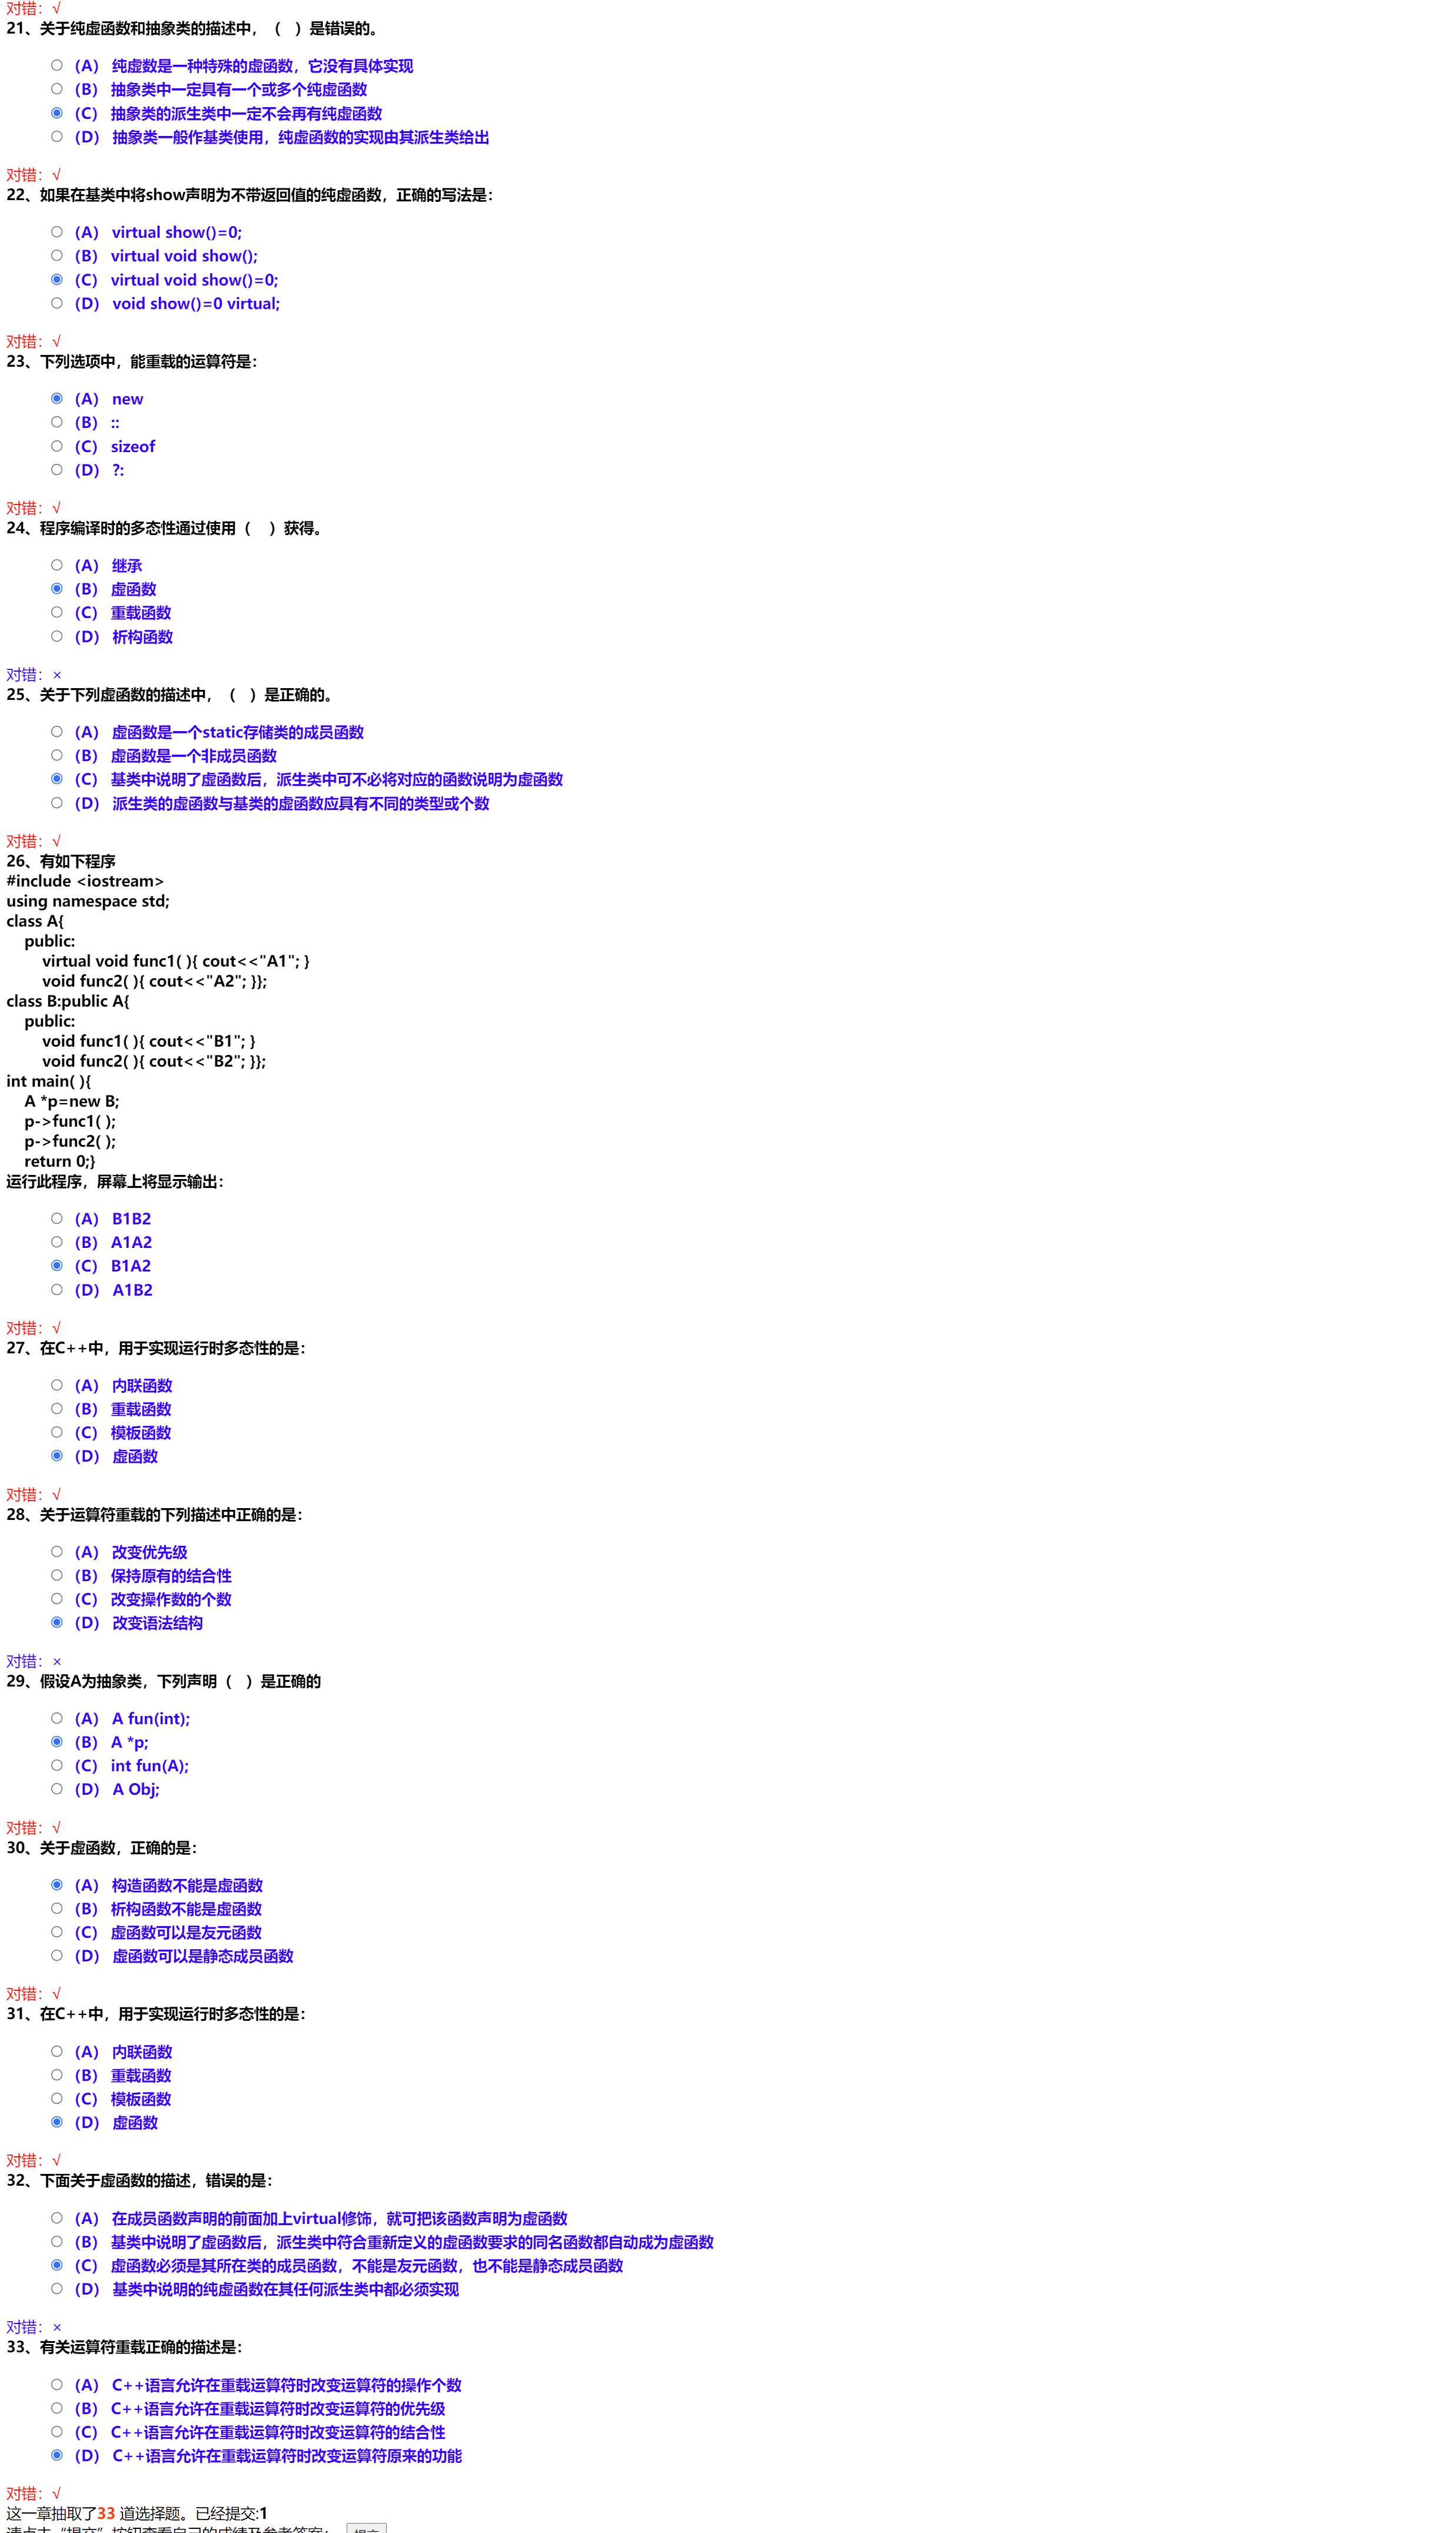 对错：√
21、关于纯虚函数和抽象类的描述中，（ ）是错误的。
（A） 纯虚数是一种特殊的虚函数，它没有具体实现
（B） 抽象类中一定具有一个或多个纯虚函数
（C） 抽象类的派生类中一定不会再有纯虚函数
（D） 抽象类一般作基类使用，纯虚函数的实现由其派生类给出
对错：√
22、如果在基类中将show声明为不带返回值的纯虚函数，正确的写法是：
（A） virtual show()=0;
（B） virtual void show();
（C） virtual void show()=0;
（D） void show()=0 virtual;
对错：√
23、下列选项中，能重载的运算符是：
（A） new
（B） ::
（C） sizeof
（D） ?:
对错：√
24、程序编译时的多态性通过使用（ ）获得。
（A） 继承
（B） 虚函数
（C） 重载函数
（D） 析构函数
对错：×
25、关于下列虚函数的描述中，（ ）是正确的。
（A） 虚函数是一个static存储类的成员函数
（B） 虚函数是一个非成员函数
（C） 基类中说明了虚函数后，派生类中可不必将对应的函数说明为虚函数
（D） 派生类的虚函数与基类的虚函数应具有不同的类型或个数
对错：√
26、有如下程序
#include <iostream>
using namespace std;
class A{
public:
virtual void func1( ){ cout<<"A1"; }
void func2( ){ cout<<"A2"; }};
class B:public A{
public:
void func1( ){ cout<<"B1"; }
void func2( ){ cout<<"B2"; }};
int main( ){
A *p=new B;
p->func1( );
p->func2( );
return 0;}
运行此程序，屏幕上将显示输出：
（A） B1B2
（B） A1A2
（C） B1A2
（D） A1B2
对错：√
27、在C++中，用于实现运行时多态性的是：
（A） 内联函数
（B） 重载函数
（C） 模板函数
（D） 虚函数
对错：√
28、关于运算符重载的下列描述中正确的是：
（A） 改变优先级
（B） 保持原有的结合性
（C） 改变操作数的个数
（D） 改变语法结构
对错：×
29、假设A为抽象类，下列声明（ ）是正确的
（A） A fun(int);
（B） A *p;
（C） int fun(A);
（D） A Obj;
对错：√
30、关于虚函数，正确的是：
（A） 构造函数不能是虚函数
（B） 析构函数不能是虚函数
（C） 虚函数可以是友元函数
（D） 虚函数可以是静态成员函数
对错：√
31、在C++中，用于实现运行时多态性的是：
（A） 内联函数
（B） 重载函数
（C） 模板函数
（D） 虚函数
对错：√
32、下面关于虚函数的描述，错误的是：
（A） 在成员函数声明的前面加上virtual修饰，就可把该函数声明为虚函数
（B） 基类中说明了虚函数后，派生类中符合重新定义的虚函数要求的同名函数都自动成为虚函数
（C） 虚函数必须是其所在类的成员函数，不能是友元函数，也不能是静态成员函数
（D） 基类中说明的纯虚函数在其任何派生类中都必须实现
对错：×
33、有关运算符重载正确的描述是：
（A） C++语言允许在重载运算符时改变运算符的操作个数
（B） C++语言允许在重载运算符时改变运算符的优先级
（C） C++语言允许在重载运算符时改变运算符的结合性
（D） C++语言允许在重载运算符时改变运算符原来的功能
对错：√
这一章抽取了33 道选择题。已经提交:1
请点击“提交”按钮查看自己的成绩及参考答案： 提交